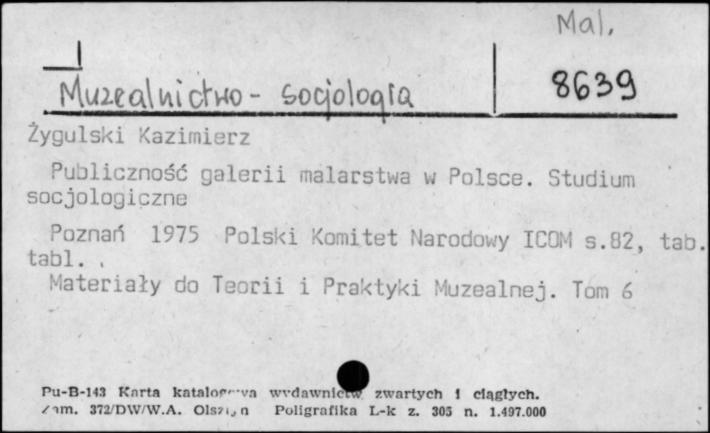 Mal.
Muzealnictwo - Socjologia
8639
Żygulski Kazimierz
Publiczność galerii malarstwa w Polsce. Studium
socjologiczne
Poznań 1975 Polski Komitet Narodowy ICOM s.82, tab.
tabl.
Materiały do Teorii i Praktyki Muzealnej. Tom 6
Pu-B-143 Karta katalogowa wydawnictw zwartych i ciągłych.
Zam. 372/DW/W.A. Olsztyn Poligrafika L-k z. 305 n. 1.497.000